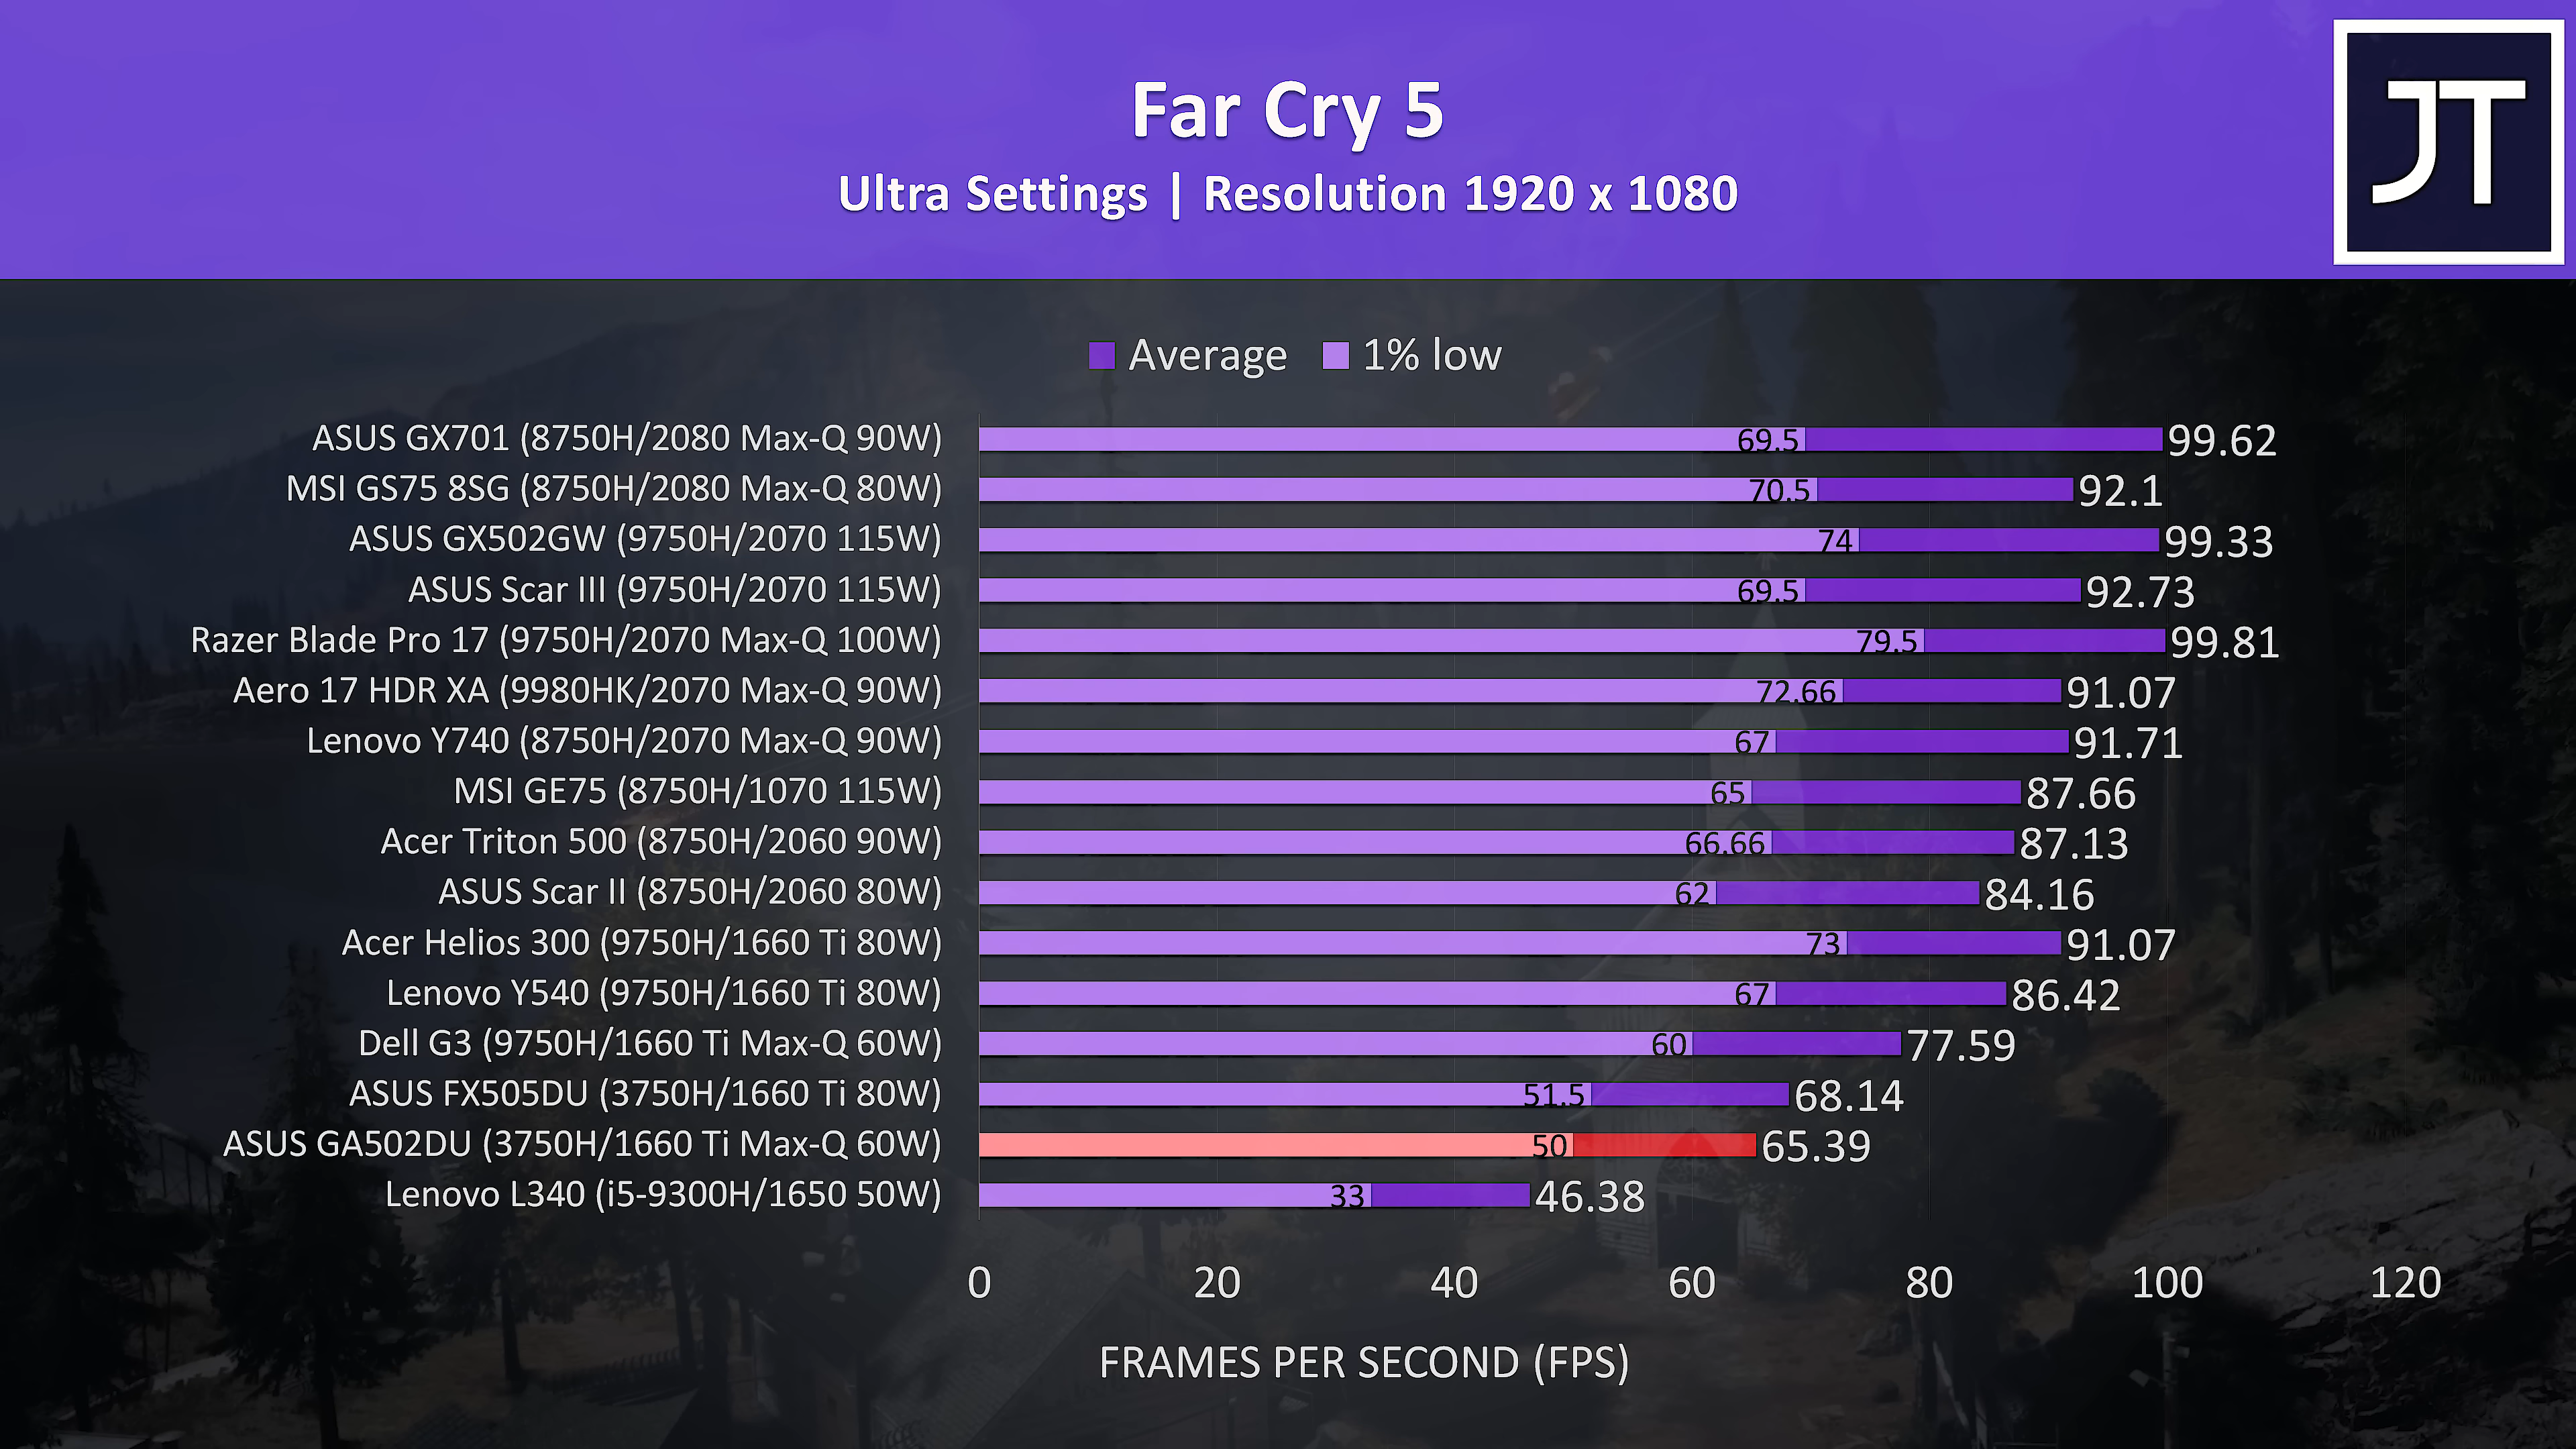 Far Cry 5
JT
Ultra Settings | Resolution 1920 x 1080
Average 1% low
ASUS GX701 (8750H/2080 Max-Q 90W) 69.5 99.62
MSI GS75 8SG (8750H/2080 Max-Q 80W) 70.5 92.1
ASUS GX502GW (9750H/2070 115W) 74 99.33
ASUS Scar III (9750H/2070 115W) 69.5 92.73
Razer Blade Pro 17 (9750H/2070 Max-Q 100W) 79.5 99.81
Aero 17 HDR XA (9980HK/2070 Max-Q 90W) 72.66 91.07
Lenovo Y740 (8750H/2070 Max-Q 90W) 67 91.71
MSI GE75 (8750H/1070 115W) 65 87.66
Acer Triton 500 (8750H/2060 90W) 66.66 87.13
ASUS Scar II (8750H/2060 80W) 62 84.16
Acer Helios 300 (9750H/1660 Ti 80W) 73 91.07
Lenovo Y540 (9750H/1660 Ti 80W) 67 86.42
Dell G3 (9750H/1660 Ti Max-Q 60W) 60 77.59
ASUS FX505DU (3750H/1660 Ti 80W) 51.5 68.14
ASUS GA502DU (3750H/1660 Ti Max-Q 60W) 50 65.39
Lenovo L340 (i5-9300H/1650 50W) 33 46.38
0 20 40 60 80 100 120
FRAMES PER SECOND (FPS)